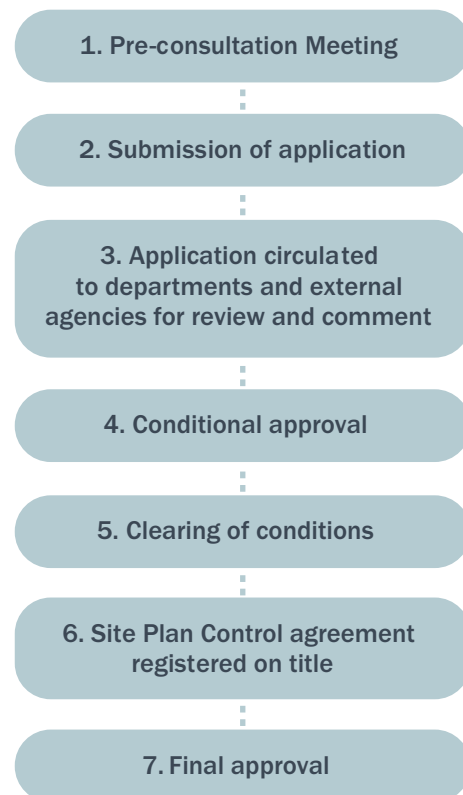 1. Pre-consultation Meeting
2. Submission of application
3. Application circulated
to departments and external
agencies for review and comment
4. Conditional approval
5. Clearing of conditions
6. Site Plan Control agreement
registered on title
7. Final approval